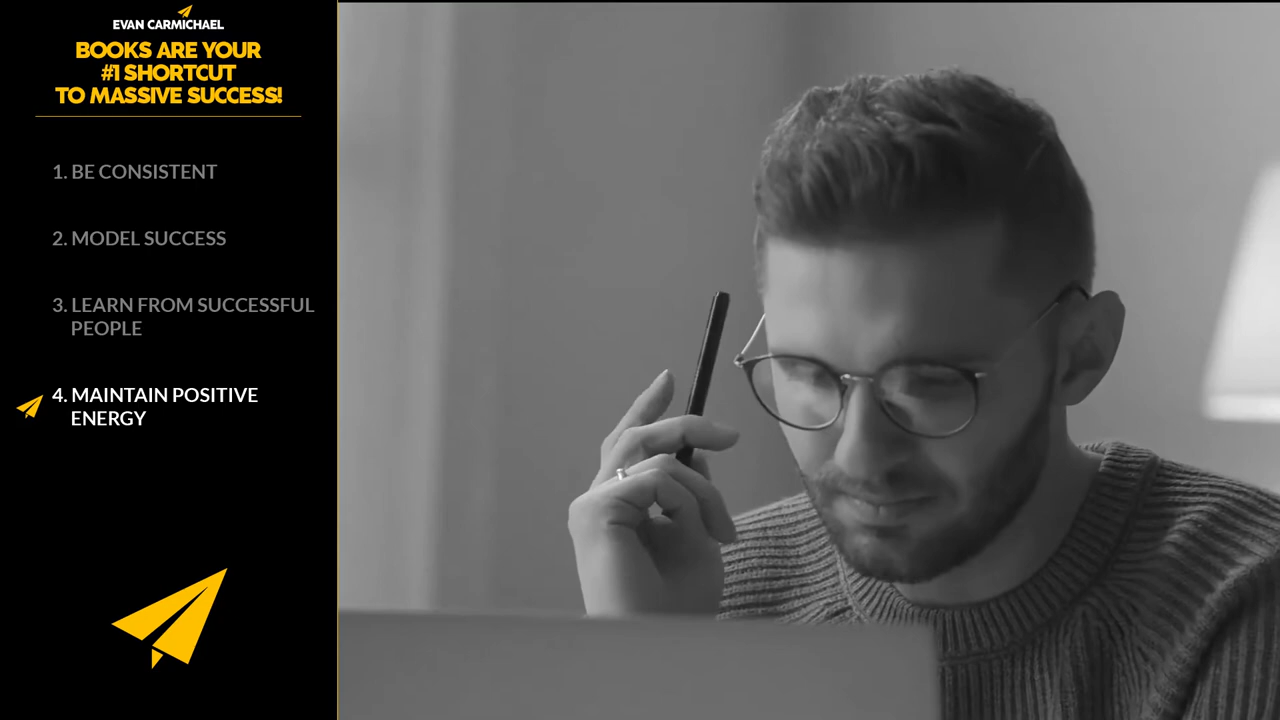 EVAN CARMICHAEL
BOOKS ARE YOUR
#1 SHORTCUT
TO MASSIVE SUCCESS!
1. BE CONSISTENT
2. MODEL SUCCESS
3. LEARN FROM SUCCESSFUL
PEOPLE
4. MAINTAIN POSITIVE
ENERGY